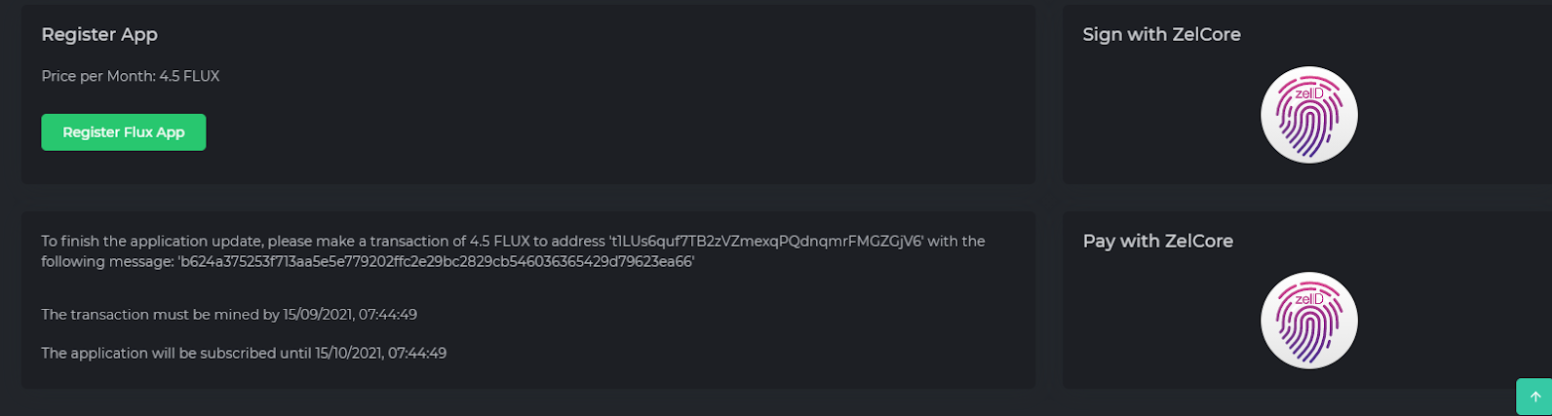 Register App
Price per Month: 4.5 FLUX
Register Flux App
Sign with ZelCore
zelID
To finish the application update, please make a transaction of 4.5 FLUX to address 't1LUs6quf7TB2zVZmexqPQdnqmrFMGZGjV6' with the
following message: 'b624a375253f713aa5e5e779202ffc2e29bc2829cb546036365429d79623ea66'
The transaction must be mined by 15/09/2021, 07:44:49
The application will be subscribed until 15/10/2021, 07:44:49
Pay with ZelCore
zelID